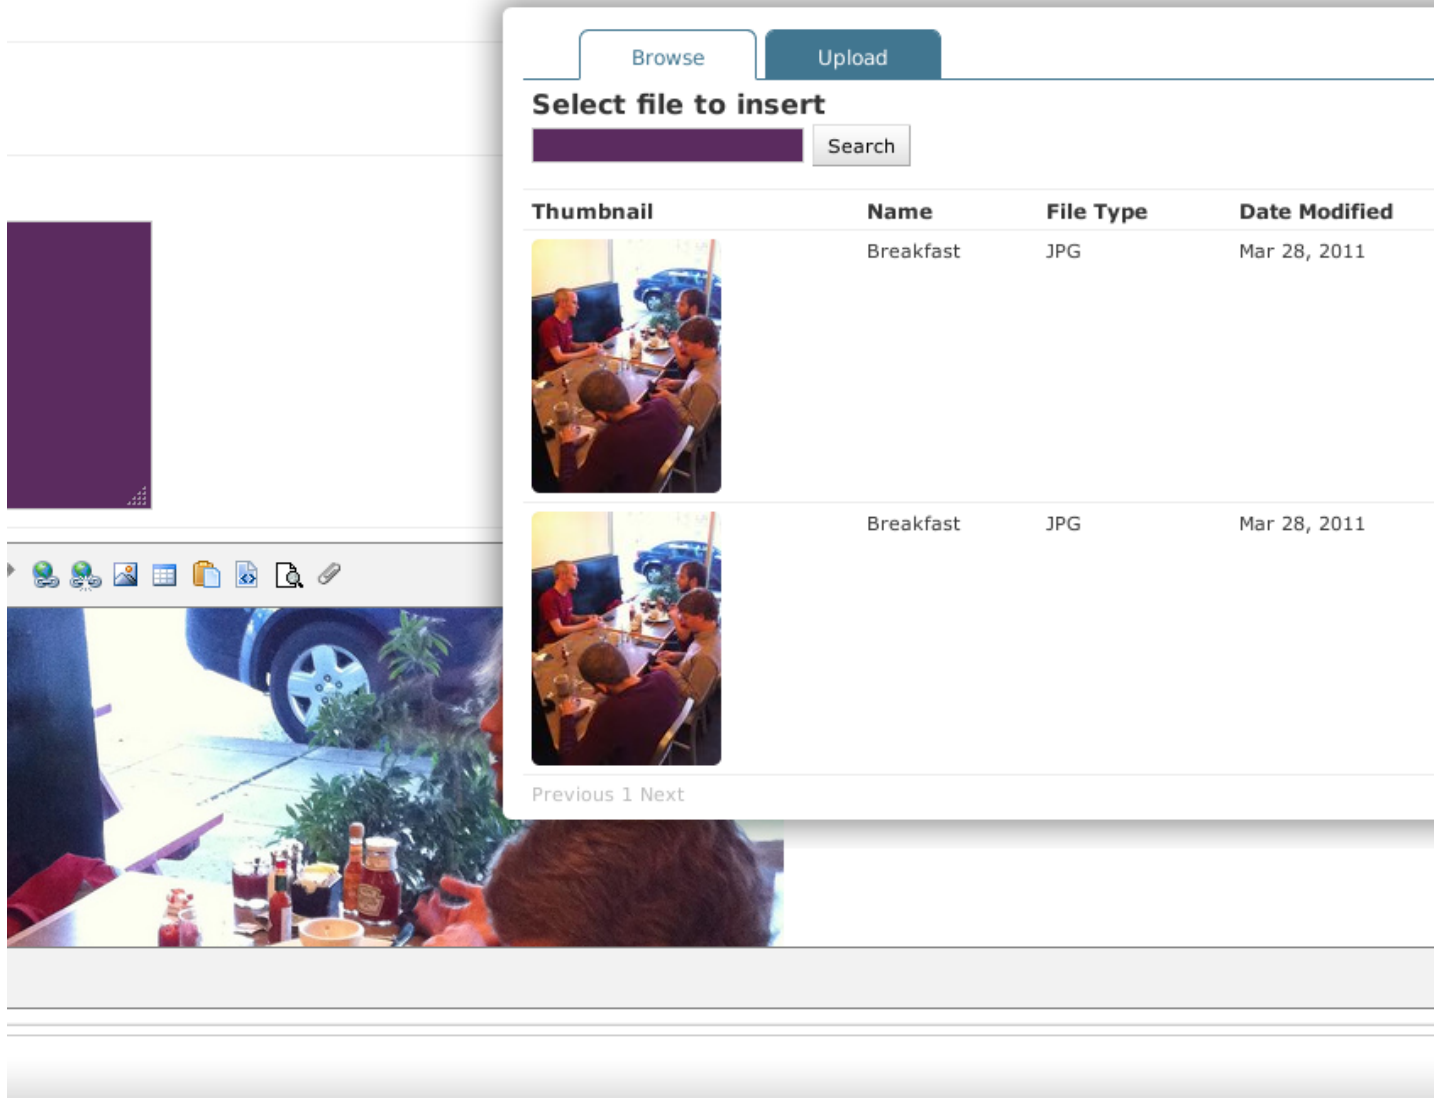 Browse Upload
Select file to insert
Search
Thumbnail Name File Type Date Modified
Breakfast JPG Mar 28, 2011
Breakfast JPG Mar 28, 2011
Previous 1 Next